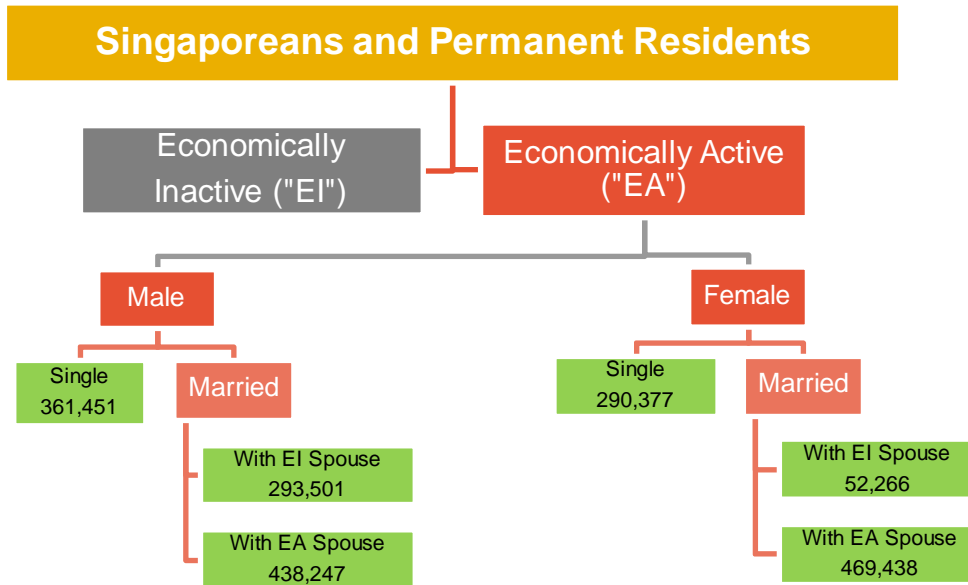 Singaporeans and Permanent Residents
Economically
Inactive ("EI")
Economically Active
("EA")
Male
Female
Single
361,451
Married
Single
290,377
Married
With EI Spouse
293,501
With EA Spouse
438,247
With EI Spouse
52,266
With EA Spouse
469,438